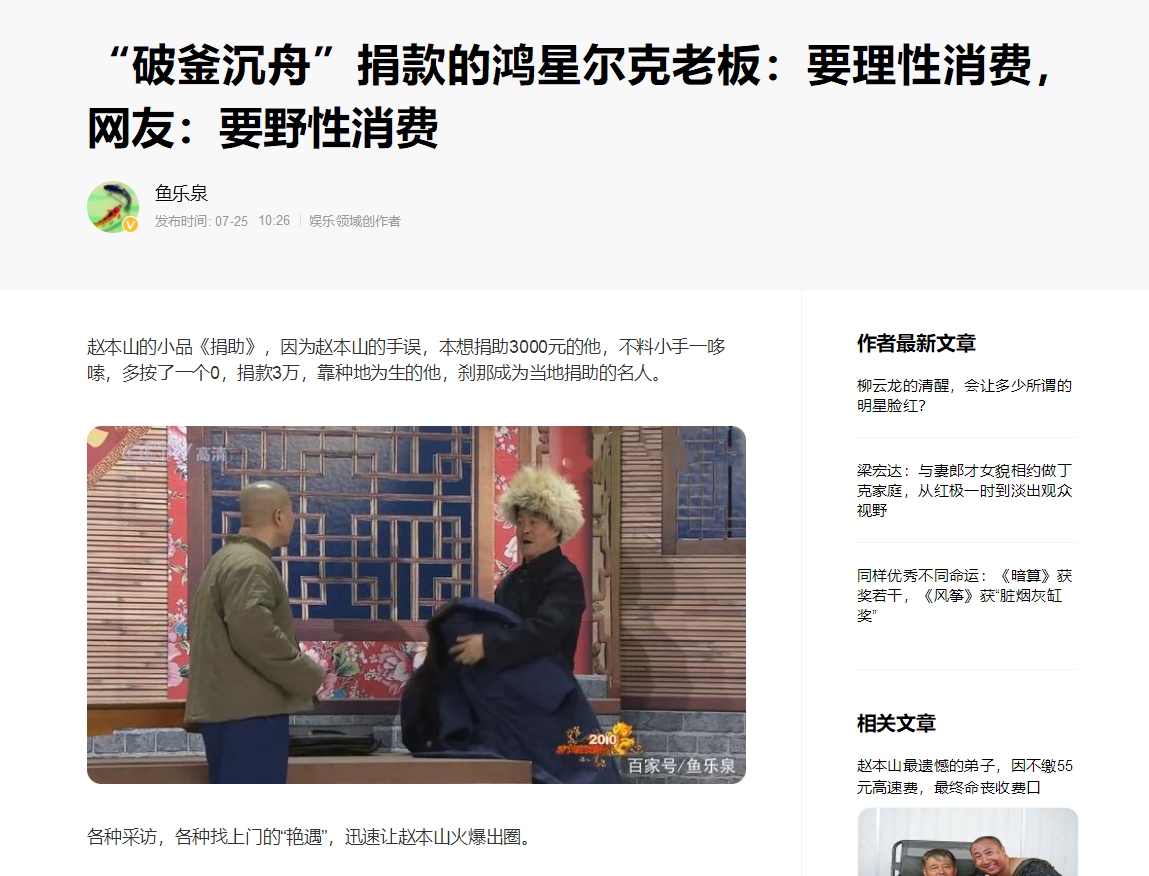 “破釜沉舟”捐款的鸿星尔克老板：要理性消费，
网友：要野性消费
鱼乐泉
发布时间: 07-25 10:26 娱乐领域创作者
赵本山的小品《捐助》，因为赵本山的手误，本想捐助3000元的他，不料小手一哆
嗦，多按了一个0，捐款3万，靠种地为生的他，刹那成为当地捐助的名人。
高清
2010
百家号/鱼乐泉
各种采访，各种找上门的“艳遇”，迅速让赵本山火爆出圈。
作者最新文章
柳云龙的清醒，会让多少所谓的
明星脸红？
梁宏达：与妻郎才女貌相约做丁
克家庭，从红极一时到淡出观众
视野
同样优秀不同命运：《暗算》获
奖若干，《风筝》获“脏烟灰缸
奖”
相关文章
赵本山最遗憾的弟子，因不缴55
元高速费，最终命丧收费口